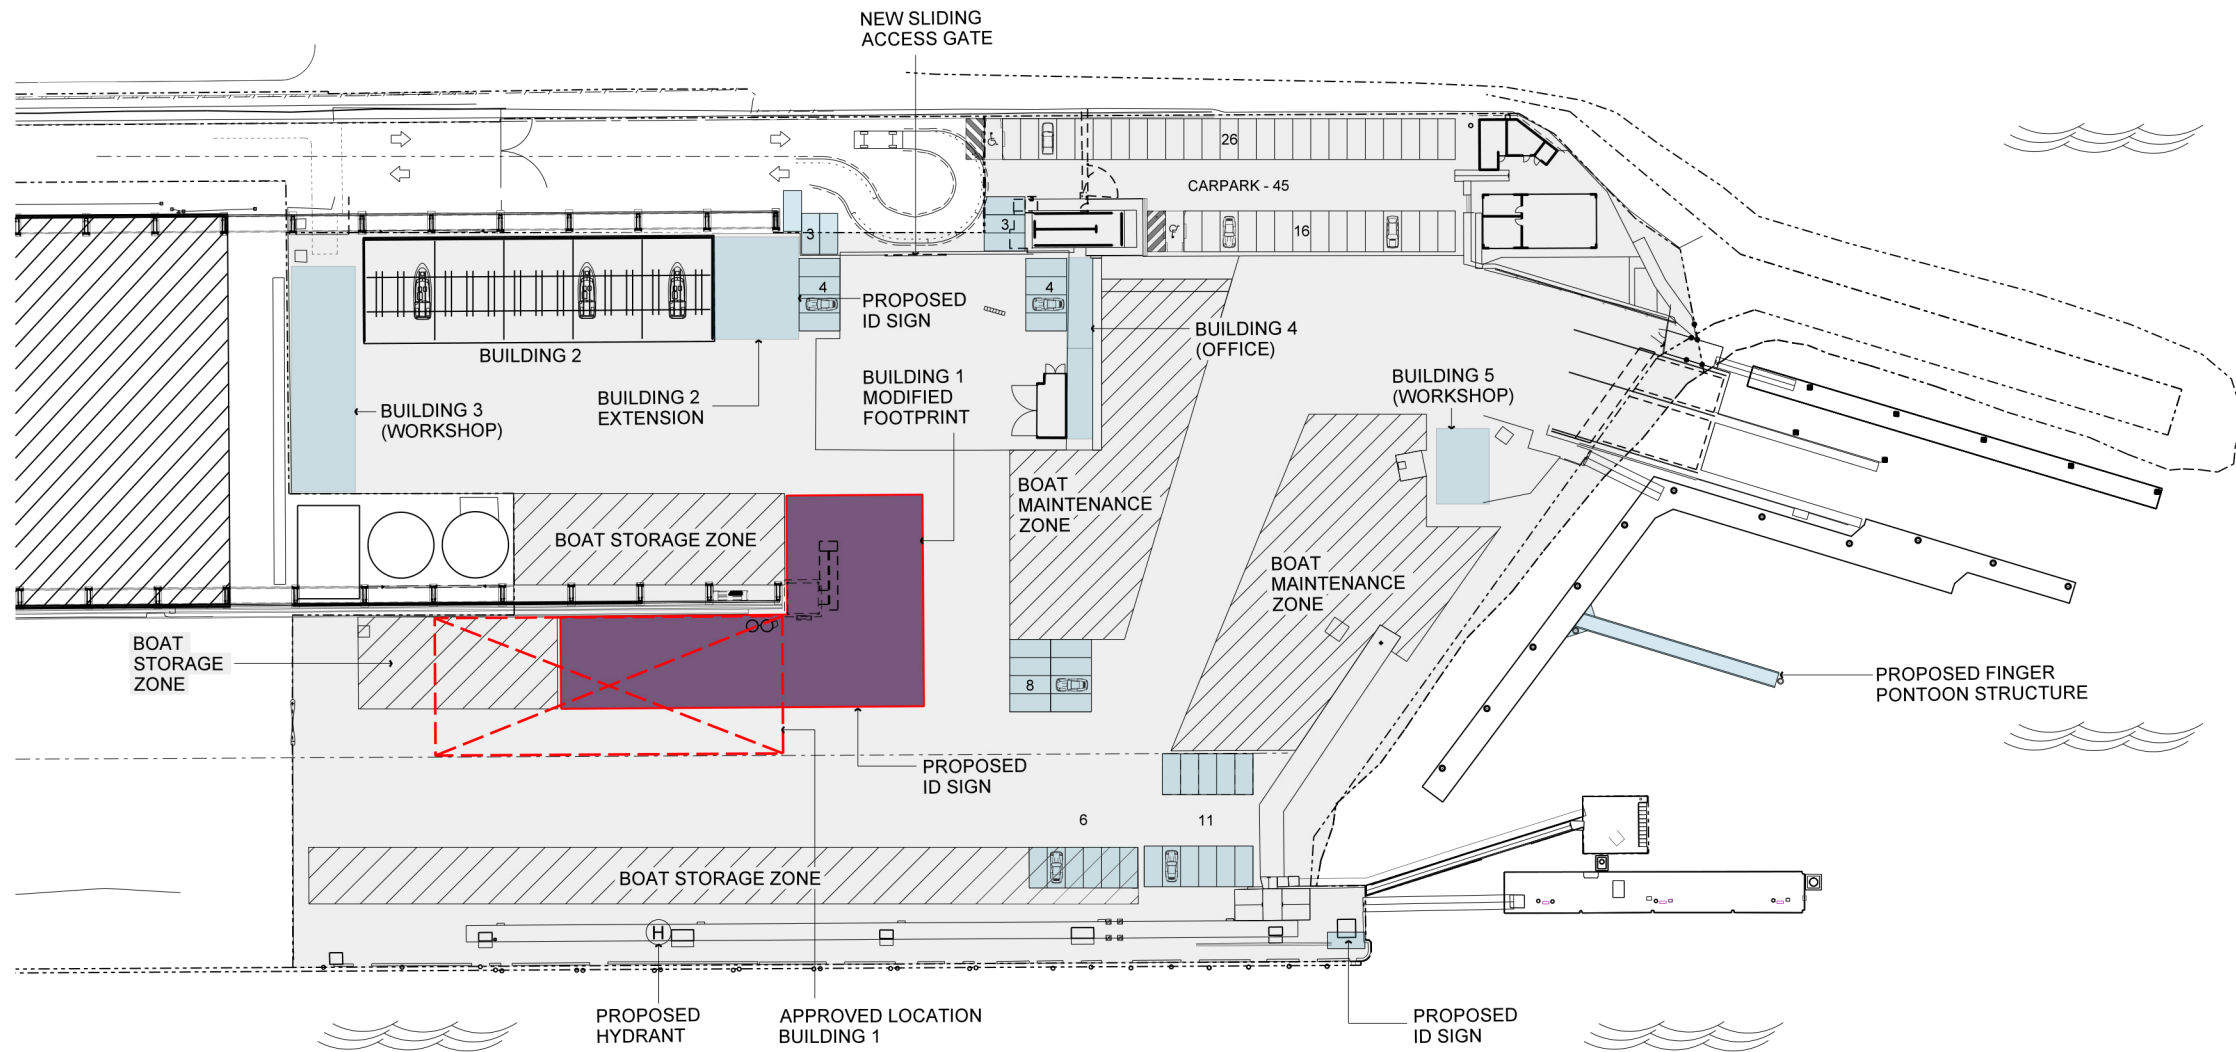 NEW SLIDING
ACCESS GATE
26
CARPARK - 45
3
3
16
4
4
PROPOSED
ID SIGN
BUILDING 2
BUILDING 4
(OFFICE)
BUILDING 1
MODIFIED
FOOTPRINT
BUILDING 5
(WORKSHOP)
BUILDING 2
EXTENSION
BUILDING 3
(WORKSHOP)
BOAT
MAINTENANCE
ZONE
BOAT STORAGE ZONE
BOAT
MAINTENANCE
ZONE
BOAT
STORAGE
ZONE
8
PROPOSED FINGER
PONTOON STRUCTURE
PROPOSED
ID SIGN
6
11
BOAT STORAGE ZONE
H
PROPOSED
HYDRANT
APPROVED LOCATION
BUILDING 1
PROPOSED
ID SIGN